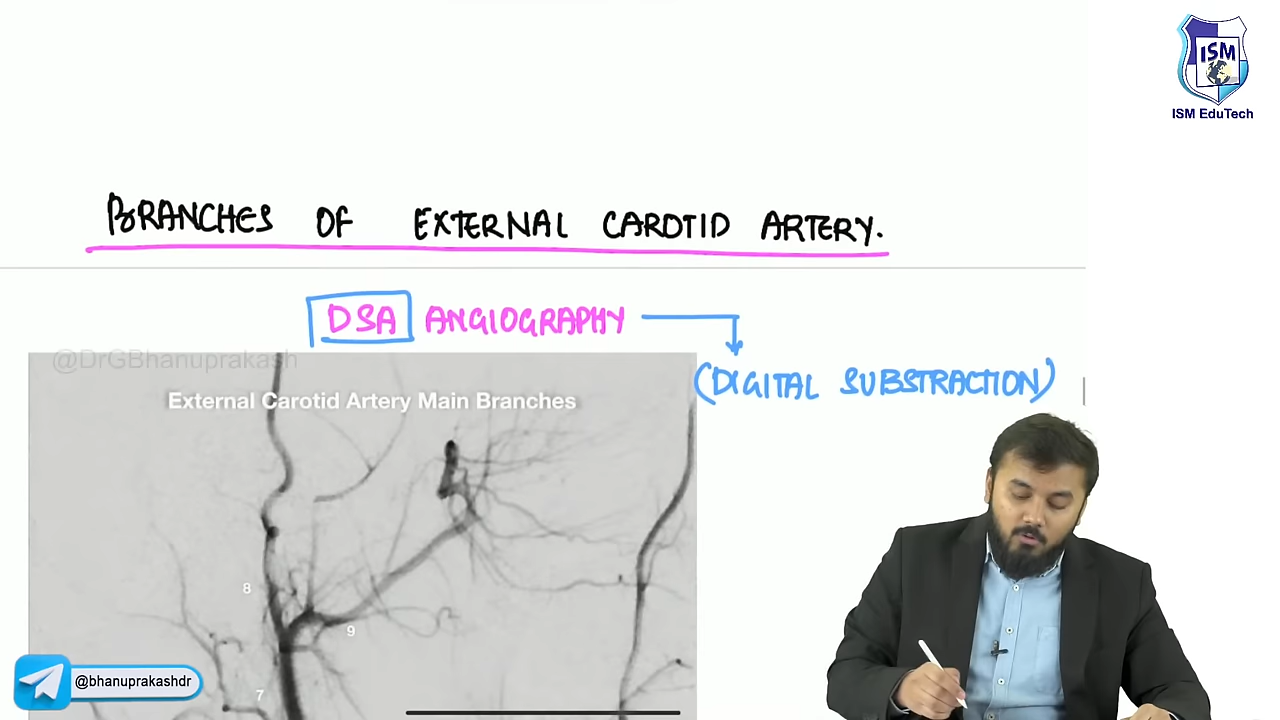 ISM
ISM EduTech
BRANCHES OF EXTERNAL CAROTID ARTERY.
DSA ANGIOGRAPHY
@DrGBhanuprakash
(DIGITAL SUBSTRACTION)
External Carotid Artery Main Branches
8
9
@bhanuprakashdr
7